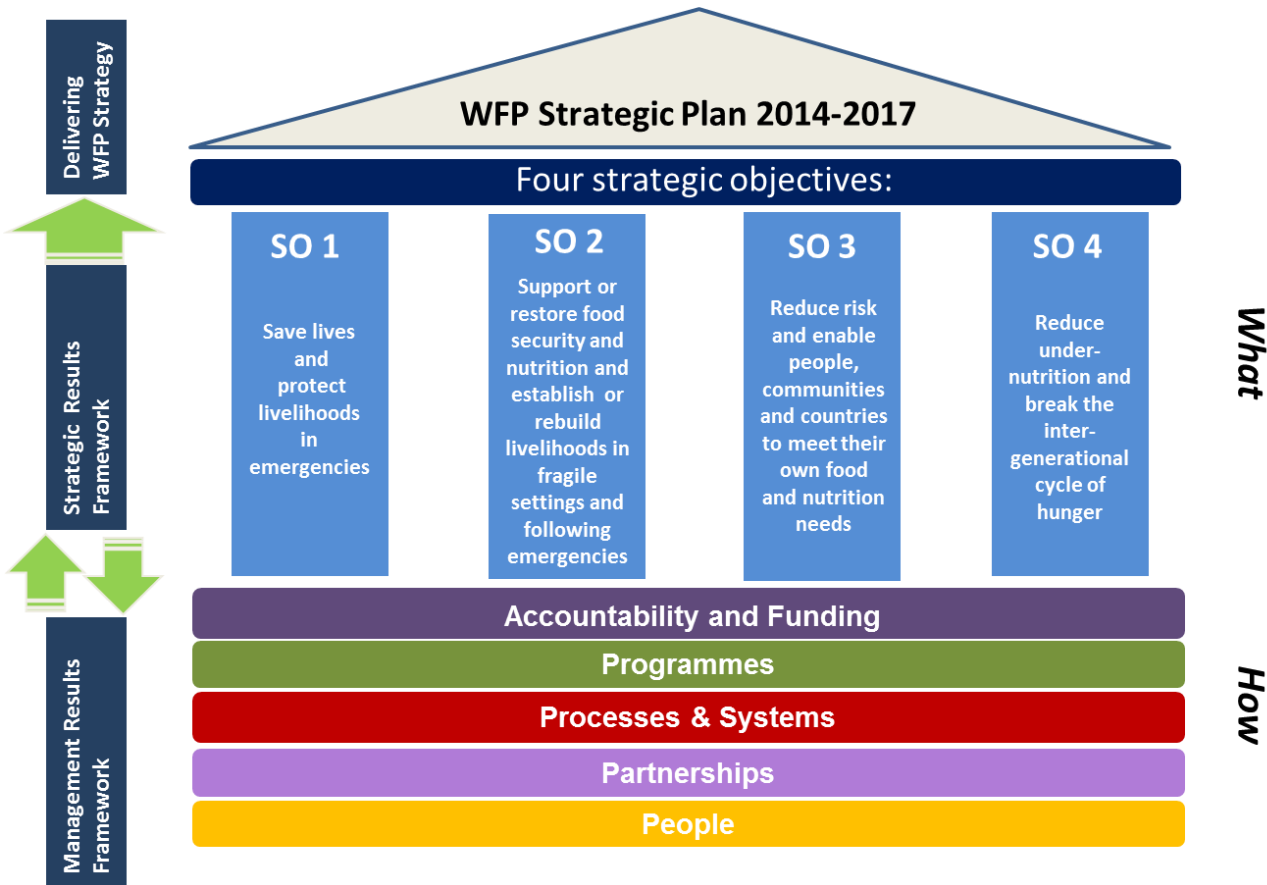 Delivering
WFP Strategy
Strategic Results
Framework
Management Results
Framework
WFP Strategic Plan 2014-2017
Four strategic objectives:
SO 1
Save lives
and
protect
livelihoods
in
emergencies
SO 2
Support or
restore food
security and
nutrition and
establish or
rebuild
livelihoods in
fragile
settings and
following
emergencies
SO 3
Reduce risk
and enable
people,
communities
and countries
to meet their
own food
and nutrition
needs
SO 4
Reduce
under-
nutrition and
break the
inter-
generational
cycle of
hunger
What
Accountability and Funding
Programmes
Processes & Systems
Partnerships
People
How